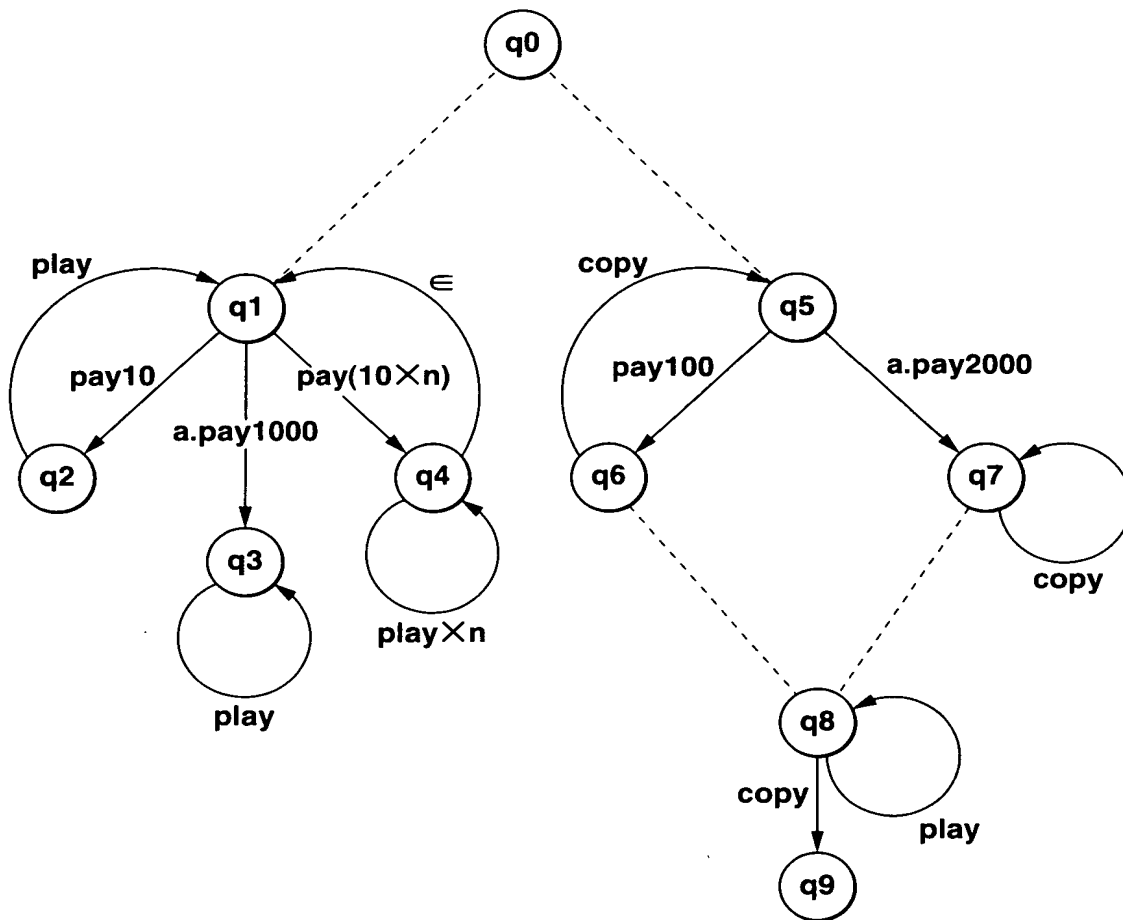 q0
play
∈
copy
q1
q5
pay10
pay(10×n)
pay100
a.pay2000
a.pay1000
q2
q4
q6
q7
q3
copy
play×n
play
q8
copy
play
q9